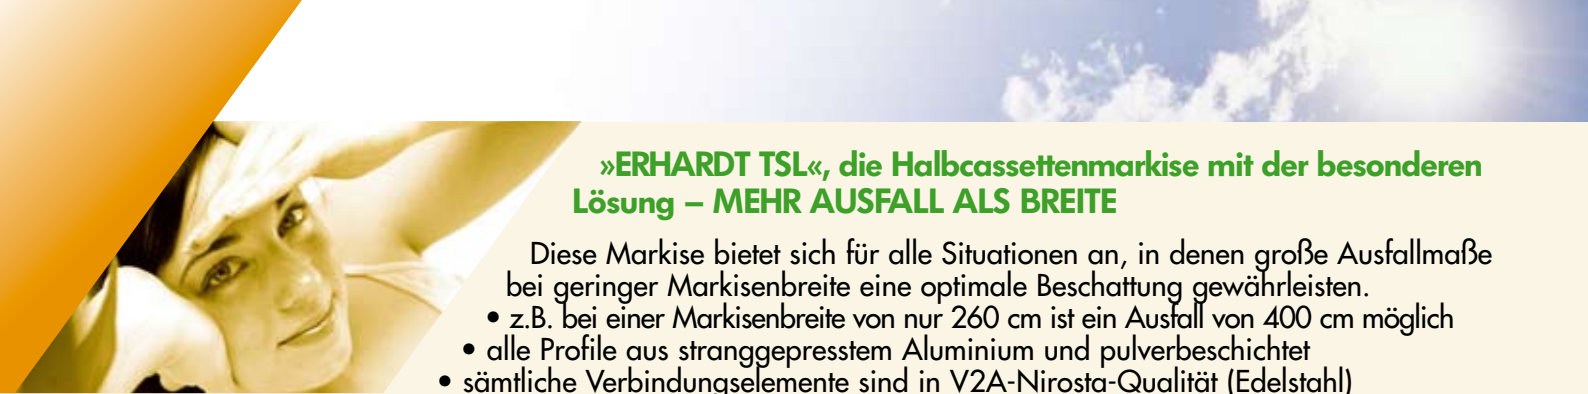 »ERHARDT TSL«, die Halbcassettenmarkise mit der besonderen
Lösung – MEHR AUSFALL ALS BREITE
Diese Markise bietet sich für alle Situationen an, in denen große Ausfallmaße
bei geringer Markisenbreite eine optimale Beschattung gewährleisten.
• z.B. bei einer Markisenbreite von nur 260 cm ist ein Ausfall von 400 cm möglich
• alle Profile aus stranggepresstem Aluminium und pulverbeschichtet
• sämtliche Verbindungselemente sind in V2A-Nirosta-Qualität (Edelstahl)